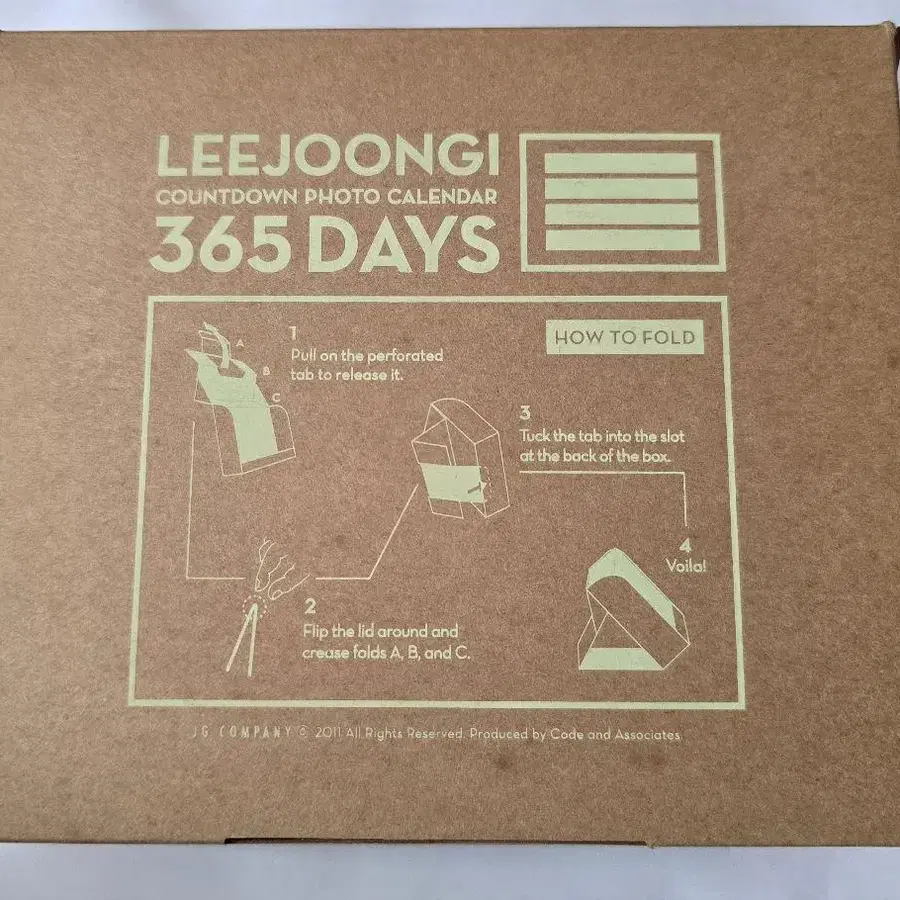 LEEJOONGI
COUNTDOWN PHOTO CALENDAR
365 DAYS
HOW TO FOLD
A
B
C
1
Pull on the perforated
tab to release it.
3
Tuck the tab into the slot
at the back of the box.
4
Voila!
2
Flip the lid around and
crease folds A, B, and C.
JG COMPANY © 2011 All Rights Reserved. Produced by Code and Associates